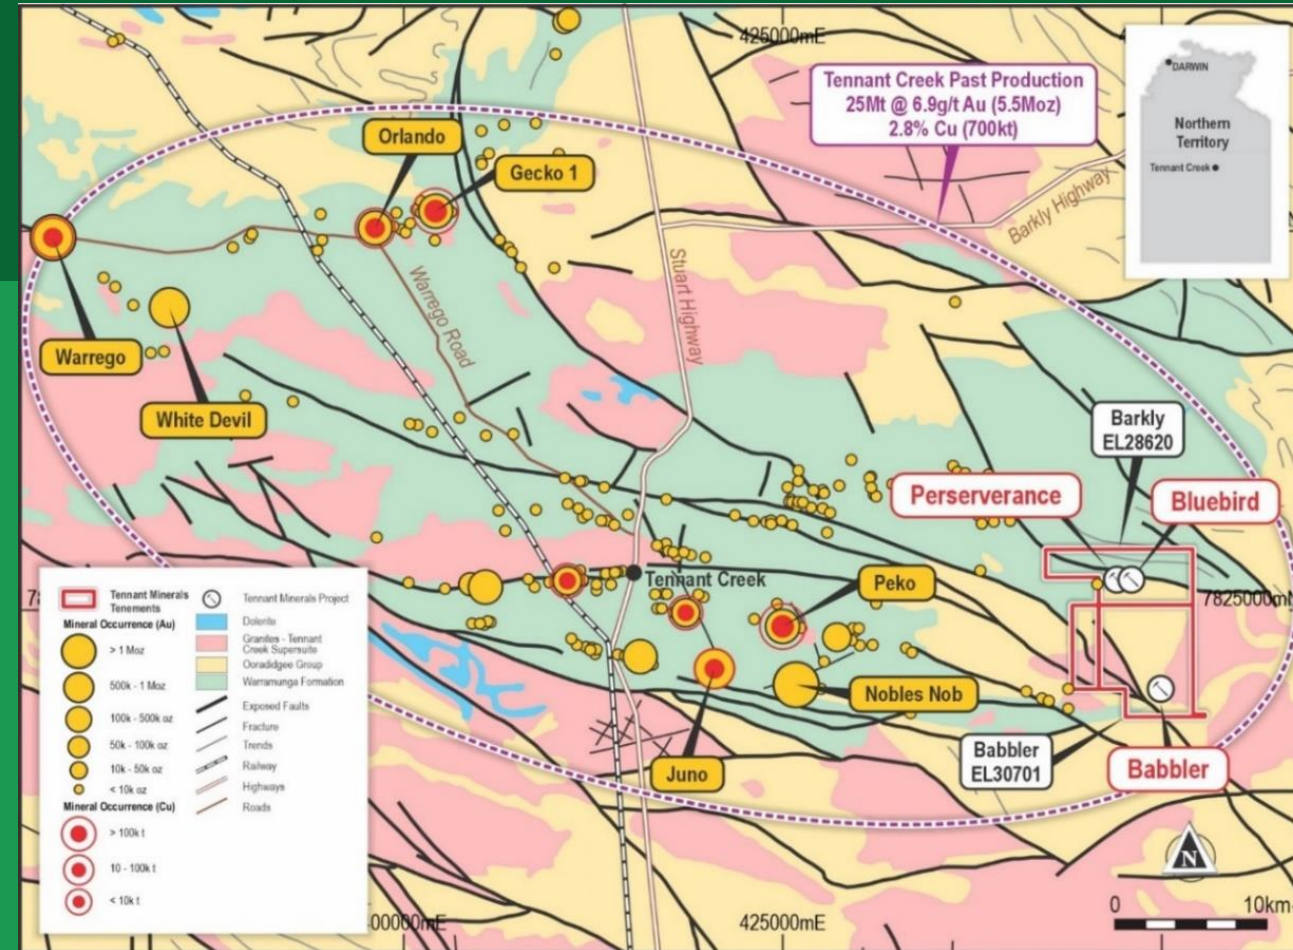 425000mE
4
Tennant Creek Past Production
25Mt @ 6.9g/t Au (5.5Moz)
2.8% Cu (700kt)
DARWIN
Northern
Territory
Tennant Creek
Orlando
Gecko 1
Barkly Highway
Stuart Highway
Warrego Road
Warrego
White Devil
Barkly
EL28620
Perserverance
Bluebird
Tennant Creek
Peko
78
7825000mN
Nobles Nob
Juno
Babbler
EL30701
Babbler
Tennant Minerals
Tenements
Mineral Occurrence (Au)
> 1 Moz
500k - 1 Moz
100k - 500k oz
50k - 100k oz
10k - 50k oz
< 10k oz
Mineral Occurrence (Cu)
> 100k t
10 - 100k t
< 10k t
Tennant Minerals Project
Dolerite
Granites - Tennant
Creek Supersuite
Ooradidgee Group
Warramunga Formation
Exposed Faults
Fracture
Trends
Railway
Highways
Roads
00000mE
425000mE
N
0 10km